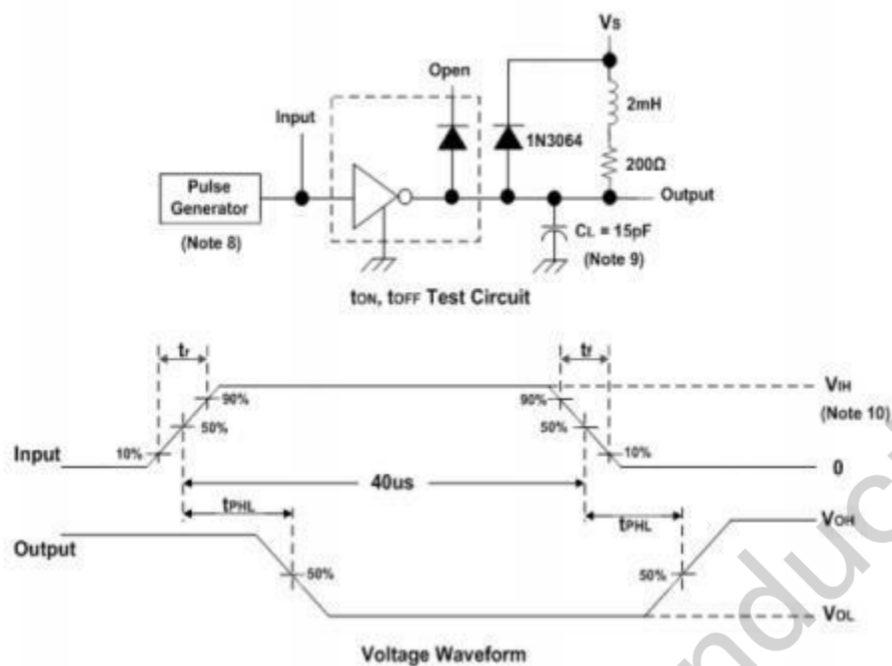 Vs
Open
2mH
Input
1N3064
200Ω
Pulse Generator
Output
(Note 8)
CL = 15pF
(Note 9)
tON, tOFF Test Circuit
tr
tf
90%
90%
VIH
(Note 10)
50%
50%
10%
10%
Input
0
40us
tPHL
tPHL
VOH
Output
50%
50%
VOL
Voltage Waveform